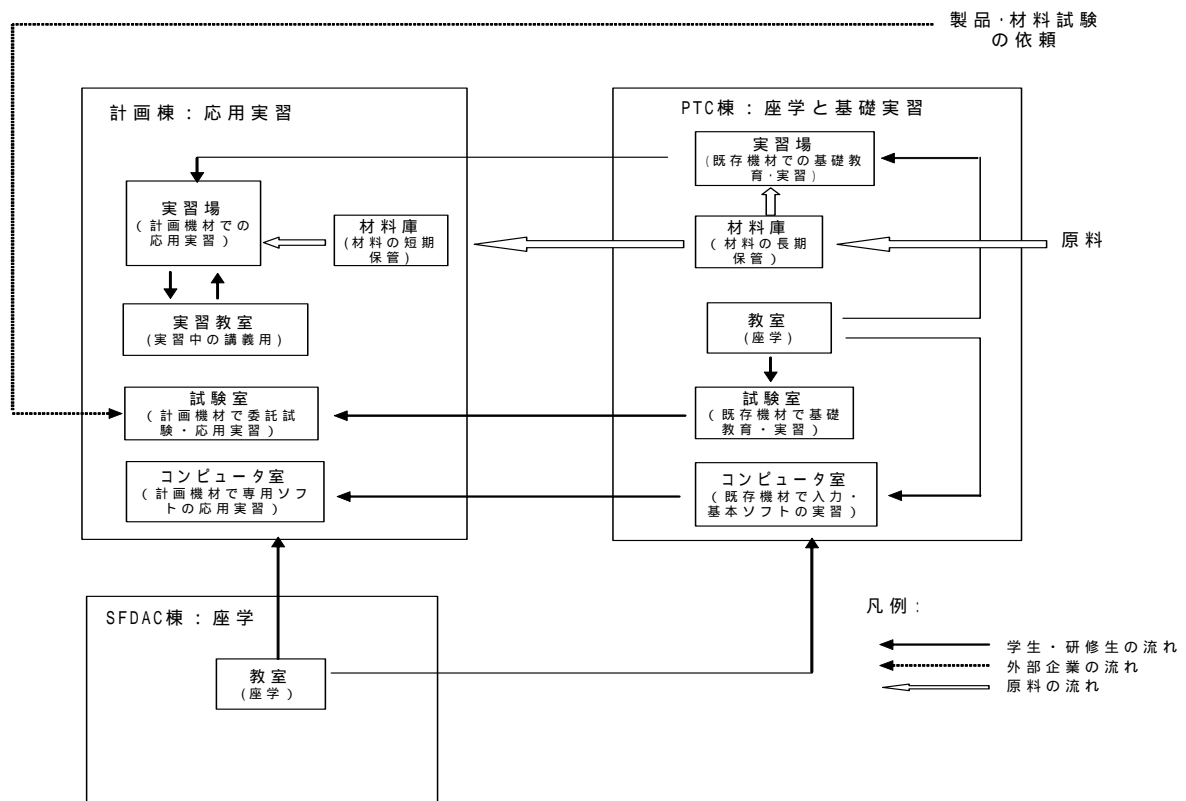 製品・材料試験
の依頼
計画棟：応用実習
実習場
(計画機材での
応用実習)
材料庫
(材料の短期
保管)
実習教室
(実習中の講義用)
試験室
(計画機材で委託試
験・応用実習)
コンピュータ室
(計画機材で専用ソフ
トの応用実習)
PTC棟：座学と基礎実習
実習場
(既存機材での基礎教
育・実習)
材料庫
(材料の長期
保管)
原料
教室
(座学)
試験室
(既存機材で基礎
教育・実習)
コンピュータ室
(既存機材で入力・
基本ソフトの実習)
SFDAC棟：座学
教室
(座学)
凡例：
学生・研修生の流れ
外部企業の流れ
原料の流れ